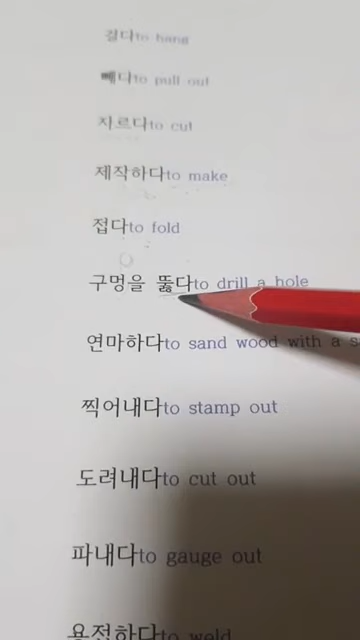 걸다to hang
빼다to pull out
자르다to cut
제작하다to make
접다to fold
구멍을 뚫다to drill a hole
연마하다to sand wood with a
찍어내다to stamp out
도려내다to cut out
파내다to gauge out
용접하다to weld